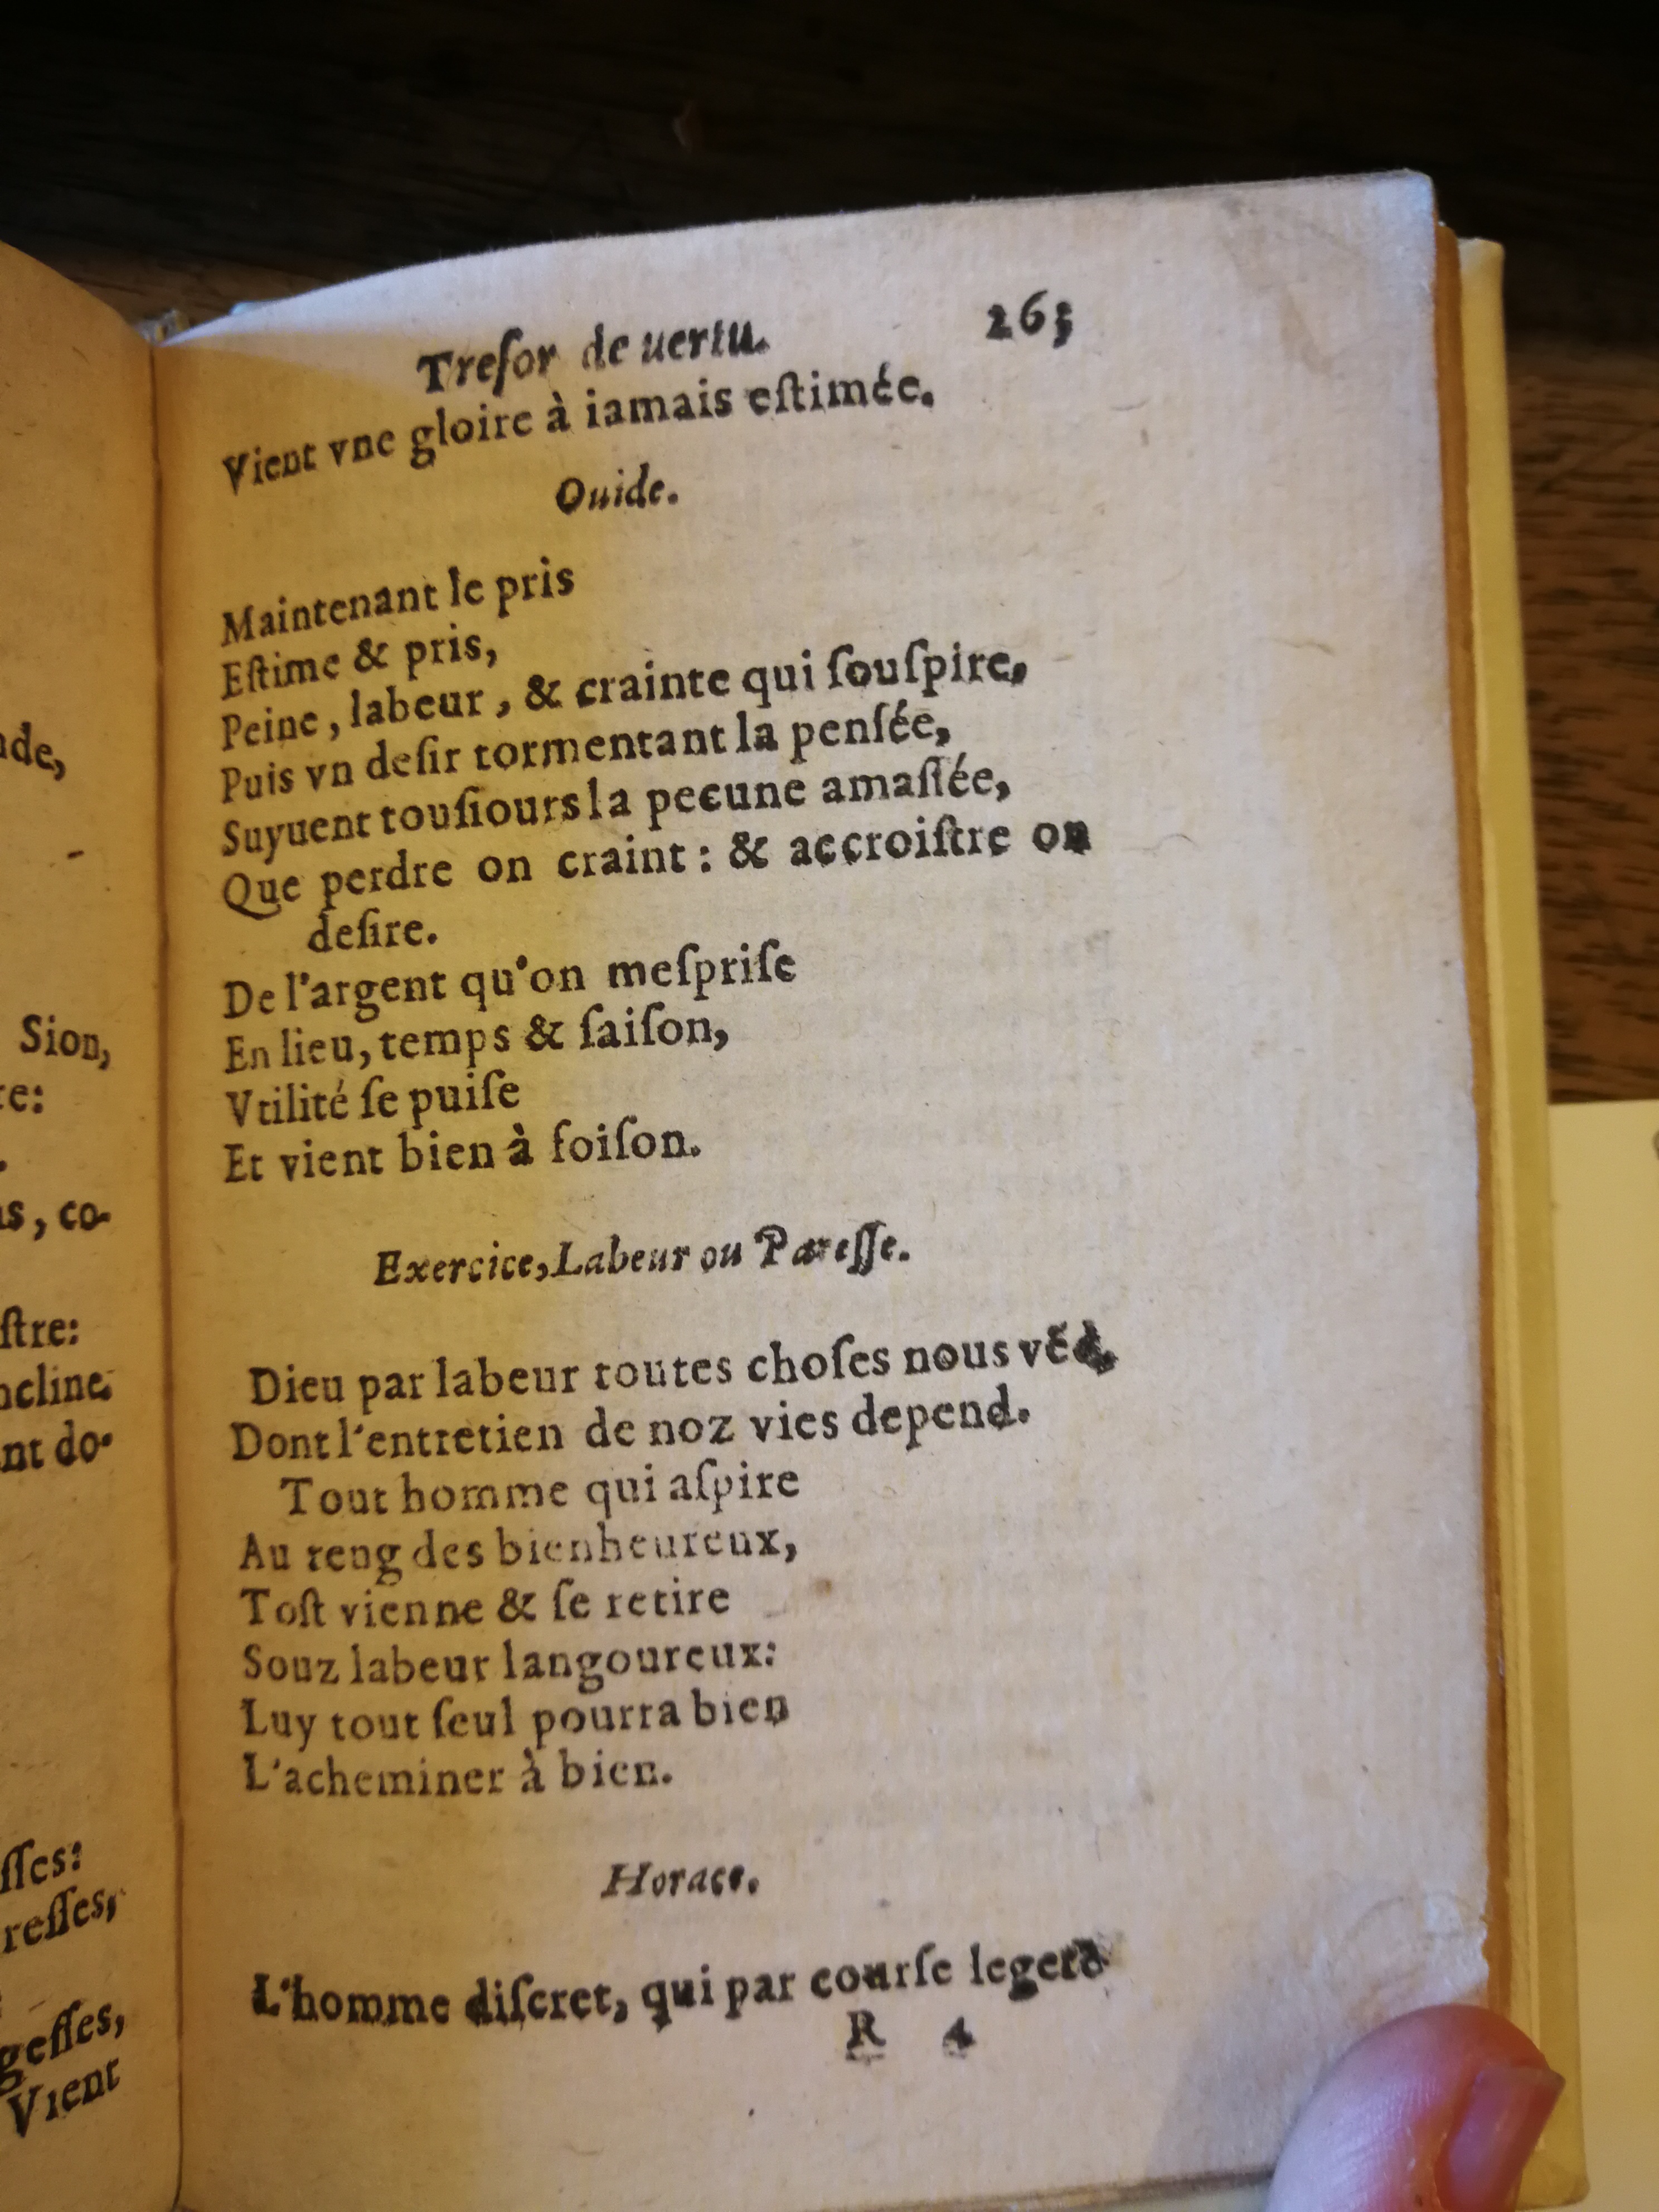 nde,
Sion,
re:
ns, co-
ſtre:
ncline
ent do-
ſſes:
reſſes,
geſſes,
Vient
Treſor de uertu. 263
Vient vne gloire à iamais eſtimée.
Ouide.
Maintenant le pris
Eſtime & pris,
Peine, labeur, & crainte qui ſouſpire,
Puis vn deſir tormentant la penſée,
Suyuent touſiours la pecune amaſſée,
Que perdre on craint: & accroiſtre on
deſire.
De l'argent qu'on meſpriſe
En lieu, temps & ſaiſon,
Vtilité ſe puiſe
Et vient bien à foiſon.
Exercice, Labeur ou Pareſſe.
Dieu par labeur toutes choſes nous vẽd,
Dont l'entretien de noz vies depend.
Tout homme qui aſpire
Au reng des bienheureux,
Toſt vienne & ſe retire
Souz labeur langoureux:
Luy tout ſeul pourra bien
L'acheminer à bien.
Horace.
L'homme diſcret, qui par courſe legere
R 4